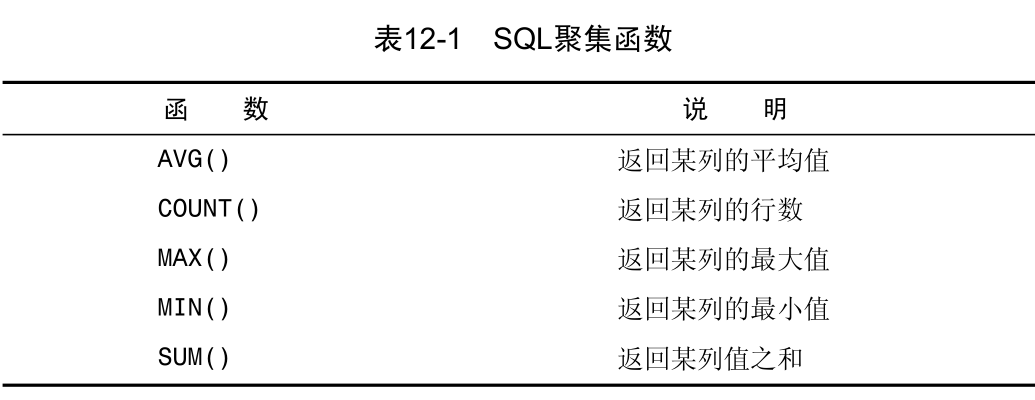 表12-1 SQL聚集函数
函 数 说 明
AVG() 返回某列的平均值
COUNT() 返回某列的行数
MAX() 返回某列的最大值
MIN() 返回某列的最小值
SUM() 返回某列值之和